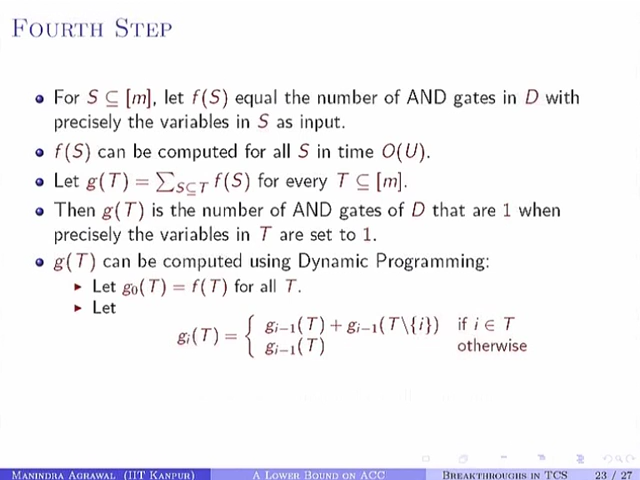 Fourth Step
• For S ⊆ [m], let f(S) equal the number of AND gates in D with
precisely the variables in S as input.
• f(S) can be computed for all S in time O(U).
• Let g(T) = ∑_{S⊆T} f(S) for every T ⊆ [m].
• Then g(T) is the number of AND gates of D that are 1 when
precisely the variables in T are set to 1.
• g(T) can be computed using Dynamic Programming:
▶ Let g₀(T) = f(T) for all T.
▶ Let
g_i(T) = { g_{i−1}(T) + g_{i−1}(T\{i}) if i ∈ T
g_{i−1}(T) otherwise
Manindra Agrawal (IIT Kanpur) A Lower Bound on ACC Breakthroughs in TCS 23 / 27